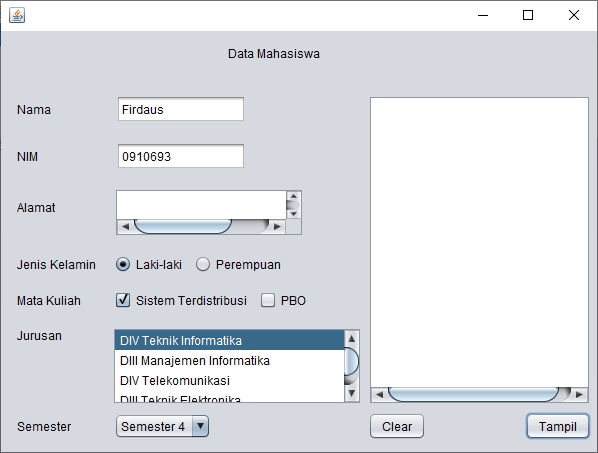 Data Mahasiswa
Nama Firdaus
NIM 0910693
Alamat
Jenis Kelamin Laki-laki Perempuan
Mata Kuliah Sistem Terdistribusi PBO
Jurusan DIV Teknik Informatika
DIII Manajemen Informatika
DIV Telekomunikasi
DIII Teknik Elektronika
Semester Semester 4 Clear Tampil